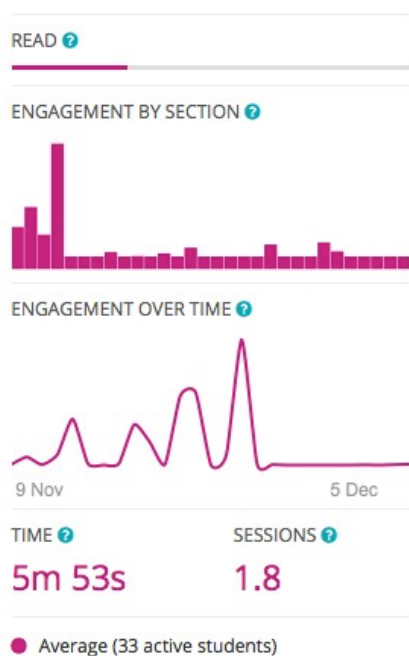 READ ?
ENGAGEMENT BY SECTION ?
ENGAGEMENT OVER TIME ?
9 Nov 5 Dec
TIME ? SESSIONS ?
5m 53s 1.8
Average (33 active students)